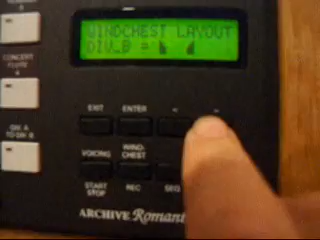 WINDCHEST LAYOUT
DIV_B =
CONCERT
FLUTE
4
DIV. A
TO DIV B
EXIT
ENTER
VOICING
WIND-
CHEST
START
STOP
REC
SEQ
ARCHIVE Romant